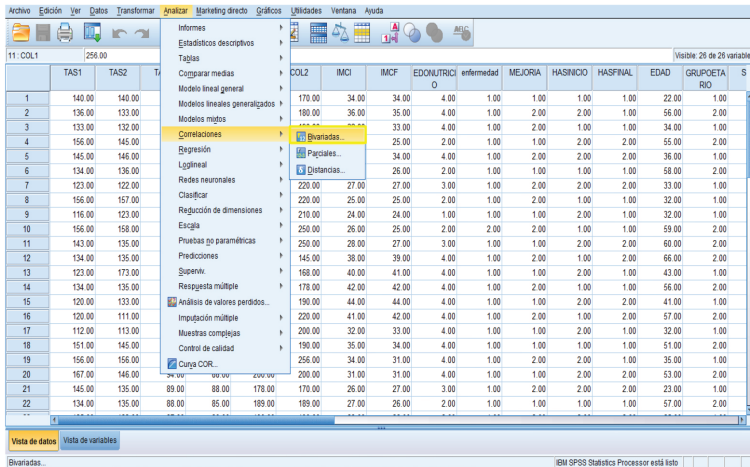 Archivo Edición Ver Datos Transformar Analizar Marketing directo Gráficos Utilidades Ventana Ayuda
11 : COL1 256.00 Visible: 26 de 26 variable
TAS1 TAS2 COL2 IMCI IMCF EDONUTRICIO enfermedad MEJORIA HASINICIO HASFINAL EDAD GRUPOETARIO S
Informes
Estadísticos descriptivos
Tablas
Comparar medias
Modelo lineal general
Modelos lineales generalizados
Modelos mixtos
Correlaciones
Regresión
Loglineal
Redes neuronales
Clasificar
Reducción de dimensiones
Escala
Pruebas no paramétricas
Predicciones
Superviv.
Respuesta múltiple
Análisis de valores perdidos...
Imputación múltiple
Muestras complejas
Control de calidad
Curva COR...
Bivariadas...
Parciales...
Distancias...
1 140.00 140.00 170.00 34.00 34.00 4.00 1.00 1.00 1.00 1.00 22.00 1.00
2 136.00 133.00 180.00 36.00 35.00 4.00 1.00 2.00 2.00 2.00 56.00 2.00
3 133.00 132.00 33.00 4.00 1.00 1.00 1.00 1.00 34.00 1.00
4 156.00 145.00 25.00 2.00 1.00 1.00 2.00 2.00 55.00 2.00
5 145.00 146.00 34.00 4.00 1.00 2.00 2.00 2.00 36.00 1.00
6 134.00 136.00 26.00 2.00 1.00 1.00 1.00 2.00 58.00 2.00
7 123.00 122.00 220.00 27.00 27.00 3.00 1.00 2.00 1.00 2.00 33.00 1.00
8 156.00 157.00 220.00 25.00 25.00 2.00 1.00 1.00 2.00 2.00 32.00 1.00
9 116.00 123.00 210.00 24.00 24.00 1.00 1.00 1.00 2.00 1.00 32.00 1.00
10 156.00 158.00 250.00 26.00 25.00 2.00 2.00 1.00 1.00 2.00 59.00 2.00
11 143.00 135.00 250.00 28.00 27.00 3.00 1.00 1.00 2.00 2.00 60.00 2.00
12 134.00 135.00 145.00 38.00 39.00 4.00 1.00 1.00 2.00 2.00 66.00 2.00
13 123.00 173.00 168.00 40.00 41.00 4.00 1.00 1.00 2.00 1.00 43.00 1.00
14 134.00 135.00 178.00 42.00 42.00 4.00 1.00 1.00 2.00 1.00 56.00 2.00
15 120.00 133.00 190.00 44.00 44.00 4.00 1.00 1.00 2.00 2.00 41.00 1.00
16 120.00 111.00 220.00 41.00 42.00 4.00 1.00 1.00 2.00 1.00 57.00 2.00
17 112.00 113.00 200.00 32.00 33.00 4.00 1.00 1.00 2.00 2.00 32.00 1.00
18 151.00 145.00 190.00 35.00 34.00 4.00 1.00 1.00 1.00 1.00 51.00 2.00
19 156.00 156.00 256.00 34.00 31.00 4.00 1.00 2.00 2.00 1.00 35.00 1.00
20 167.00 146.00 200.00 31.00 31.00 4.00 1.00 2.00 2.00 2.00 53.00 2.00
21 145.00 135.00 89.00 88.00 178.00 170.00 26.00 27.00 3.00 1.00 2.00 2.00 2.00 23.00 1.00
22 134.00 135.00 88.00 85.00 189.00 189.00 27.00 26.00 2.00 1.00 1.00 1.00 1.00 57.00 2.00
Vista de datos Vista de variables
Bivariadas... IBM SPSS Statistics Processor está listo